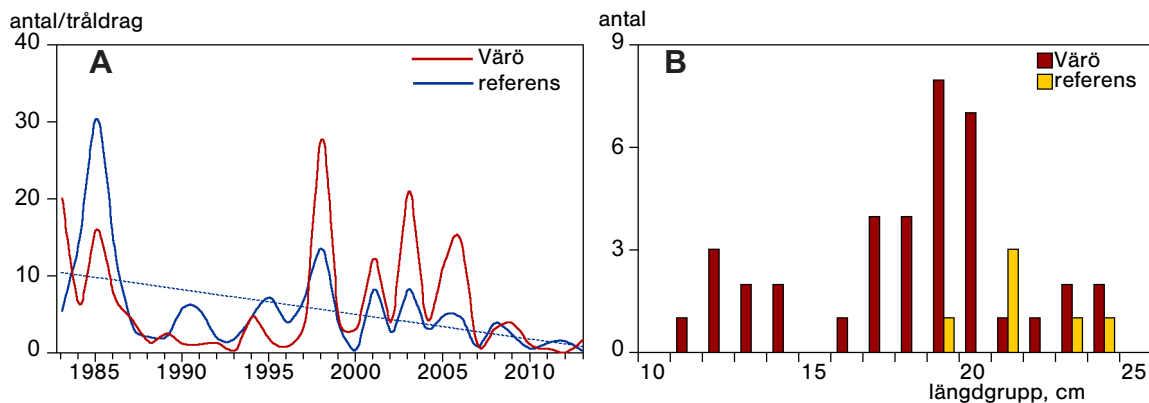 antal/tråldrag
40
30
20
10
0
A
Värö
referens
1985
1990
1995
2000
2005
2010
antal
9
6
3
0
B
Värö
referens
10
15
20
25
längdgrupp, cm